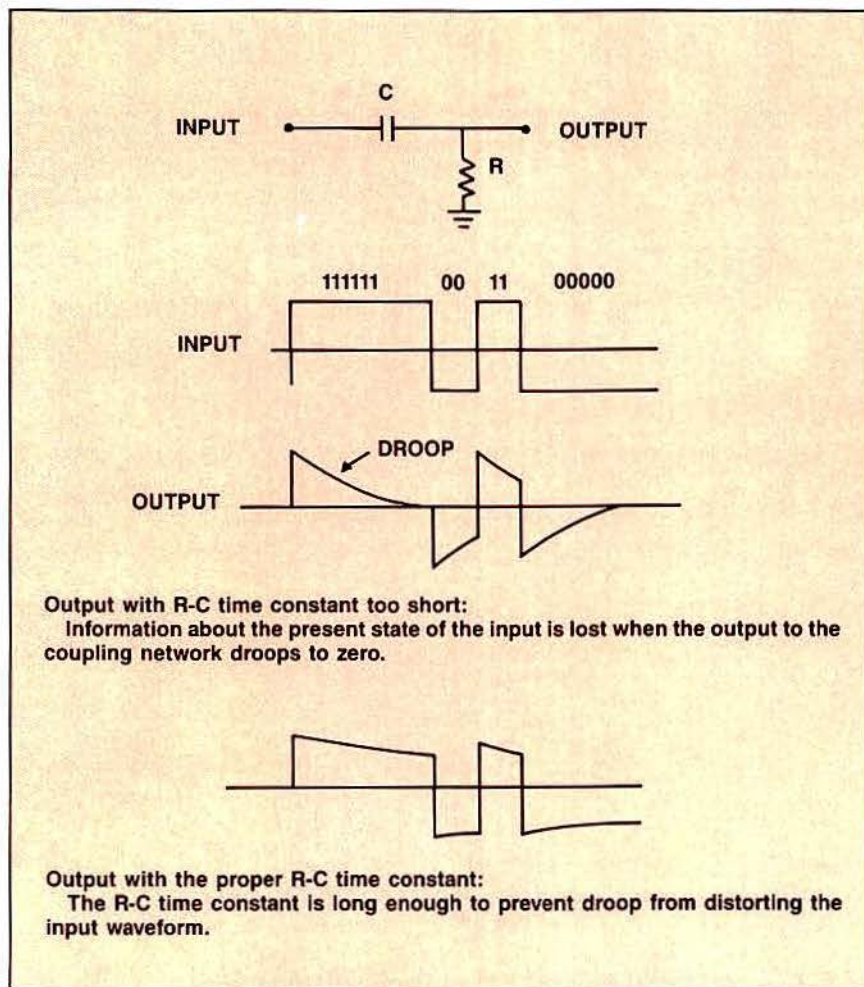 C
INPUT
OUTPUT
R
111111 00 11 00000
INPUT
DROOP
OUTPUT
Output with R-C time constant too short:
Information about the present state of the input is lost when the output to the
coupling network droops to zero.
Output with the proper R-C time constant:
The R-C time constant is long enough to prevent droop from distorting the
input waveform.